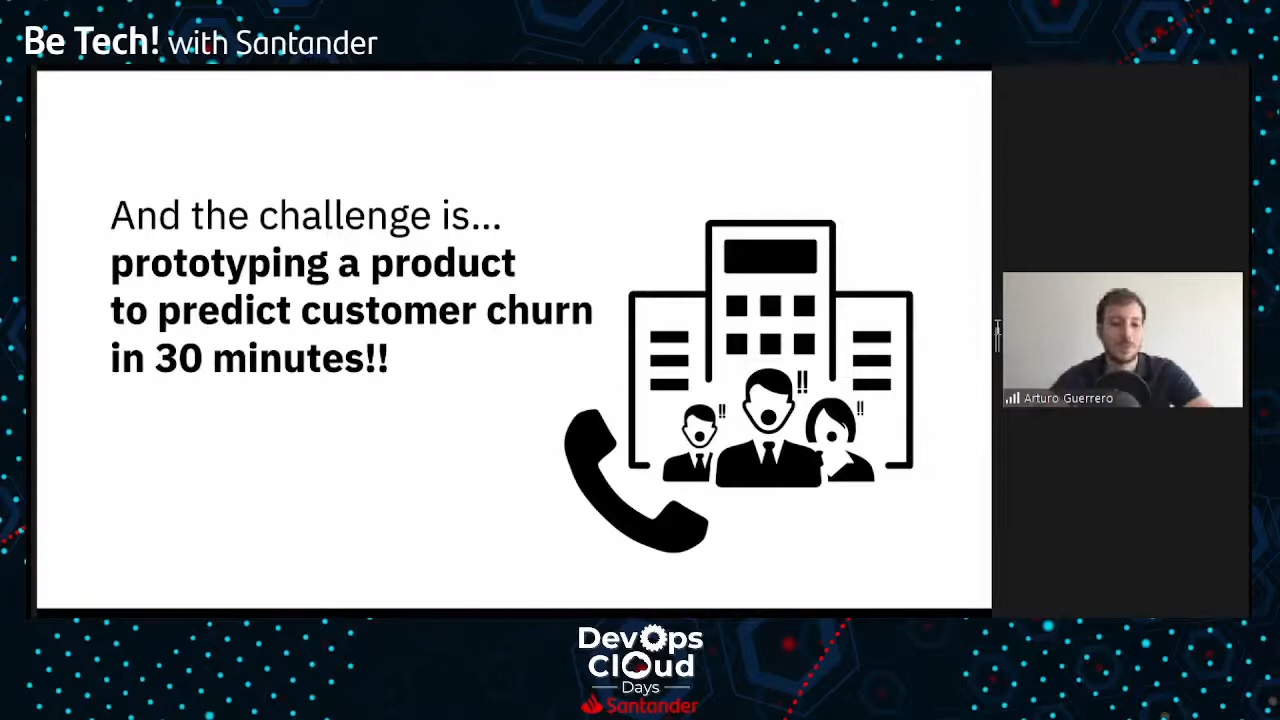 Be Tech! with Santander
And the challenge is...
prototyping a product
to predict customer churn
in 30 minutes!!
!!
!!
!!
Arturo Guerrero
DevOps
Cloud
Days
Santander